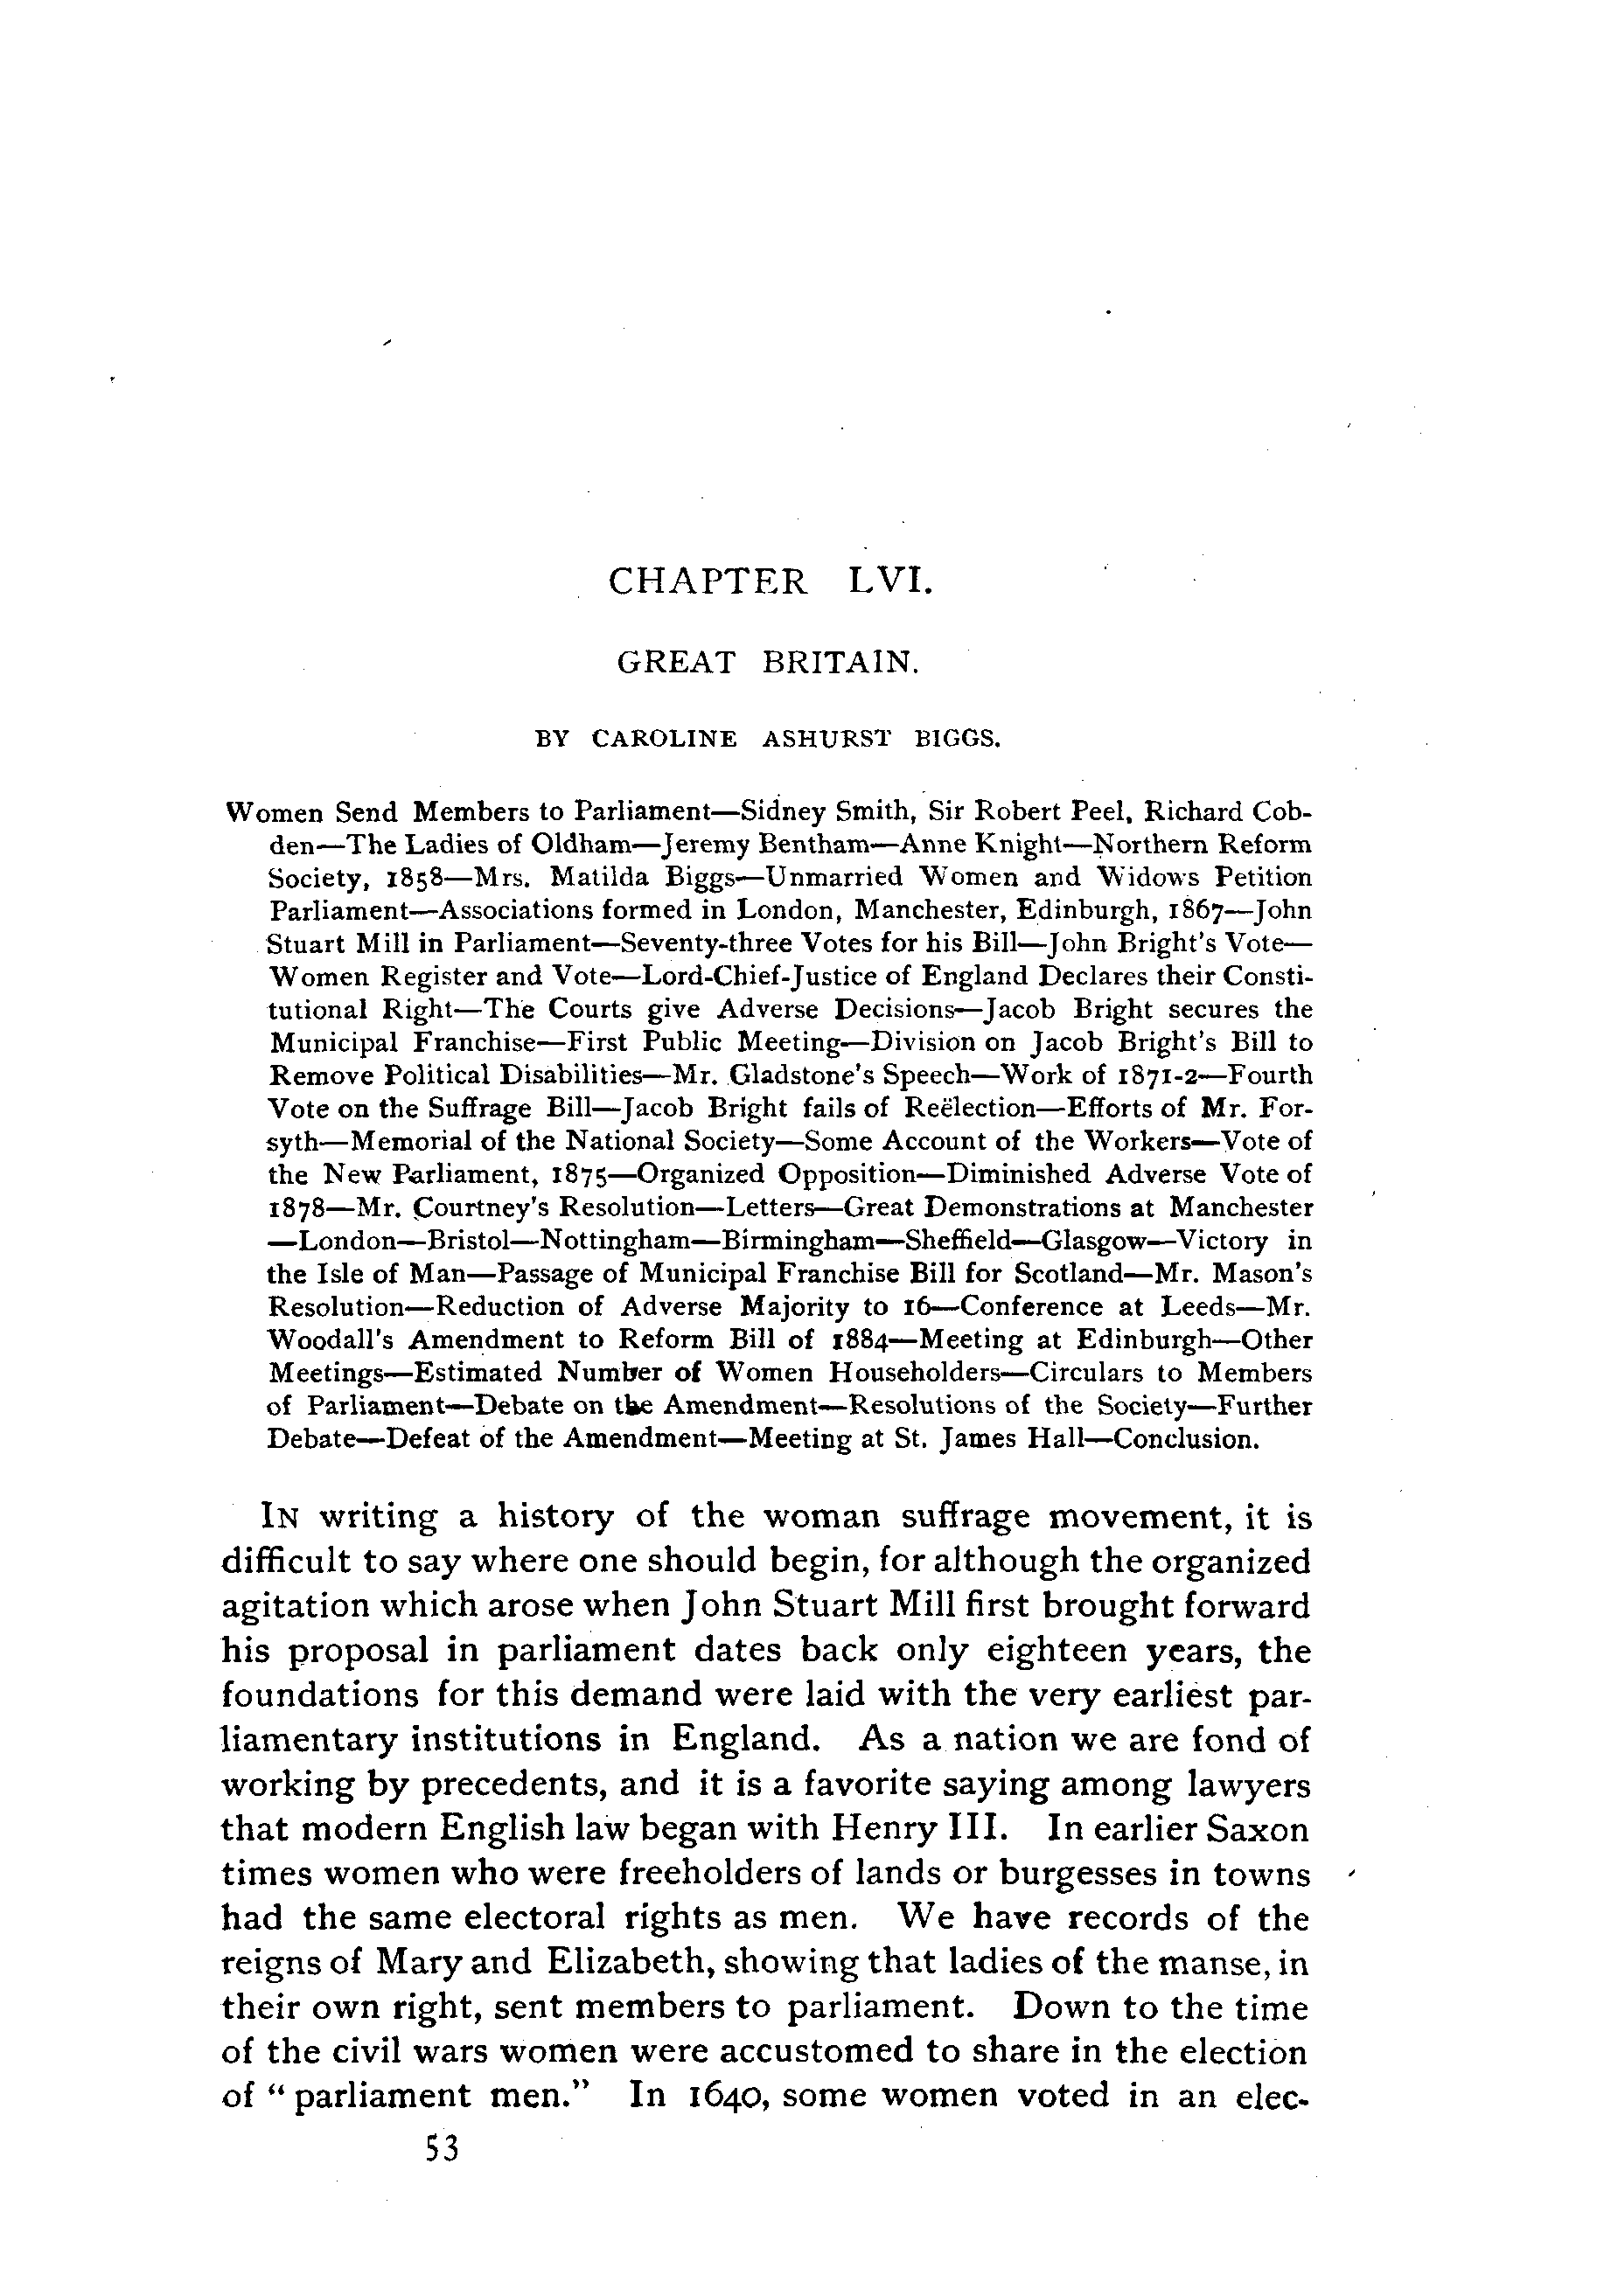 CHAPTER LVI.
GREAT BRITAIN.
BY CAROLINE ASHURST BIGGS.
Women Send Members to Parliament—Sidney Smith, Sir Robert Peel, Richard Cob-
den—The Ladies of Oldham—Jeremy Bentham—Anne Knight—Northern Reform
Society, 1858—Mrs. Matilda Biggs—Unmarried Women and Widows Petition
Parliament—Associations formed in London, Manchester, Edinburgh, 1867—John
Stuart Mill in Parliament—Seventy-three Votes for his Bill—John Bright's Vote—
Women Register and Vote—Lord-Chief-Justice of England Declares their Consti-
tutional Right—The Courts give Adverse Decisions—Jacob Bright secures the
Municipal Franchise—First Public Meeting—Division on Jacob Bright's Bill to
Remove Political Disabilities—Mr. Gladstone's Speech—Work of 1871-2—Fourth
Vote on the Suffrage Bill—Jacob Bright fails of Reëlection—Efforts of Mr. For-
syth—Memorial of the National Society—Some Account of the Workers—Vote of
the New Parliament, 1875—Organized Opposition—Diminished Adverse Vote of
1878—Mr. Courtney's Resolution—Letters—Great Demonstrations at Manchester
—London—Bristol—Nottingham—Birmingham—Sheffield—Glasgow—Victory in
the Isle of Man—Passage of Municipal Franchise Bill for Scotland—Mr. Mason's
Resolution—Reduction of Adverse Majority to 16—Conference at Leeds—Mr.
Woodall's Amendment to Reform Bill of 1884—Meeting at Edinburgh—Other
Meetings—Estimated Number of Women Householders—Circulars to Members
of Parliament—Debate on the Amendment—Resolutions of the Society—Further
Debate—Defeat of the Amendment—Meeting at St. James Hall—Conclusion.
IN writing a history of the woman suffrage movement, it is
difficult to say where one should begin, for although the organized
agitation which arose when John Stuart Mill first brought forward
his proposal in parliament dates back only eighteen years, the
foundations for this demand were laid with the very earliest par-
liamentary institutions in England. As a nation we are fond of
working by precedents, and it is a favorite saying among lawyers
that modern English law began with Henry III. In earlier Saxon
times women who were freeholders of lands or burgesses in towns
had the same electoral rights as men. We have records of the
reigns of Mary and Elizabeth, showing that ladies of the manse, in
their own right, sent members to parliament. Down to the time
of the civil wars women were accustomed to share in the election
of "parliament men." In 1640, some women voted in an elec-
53